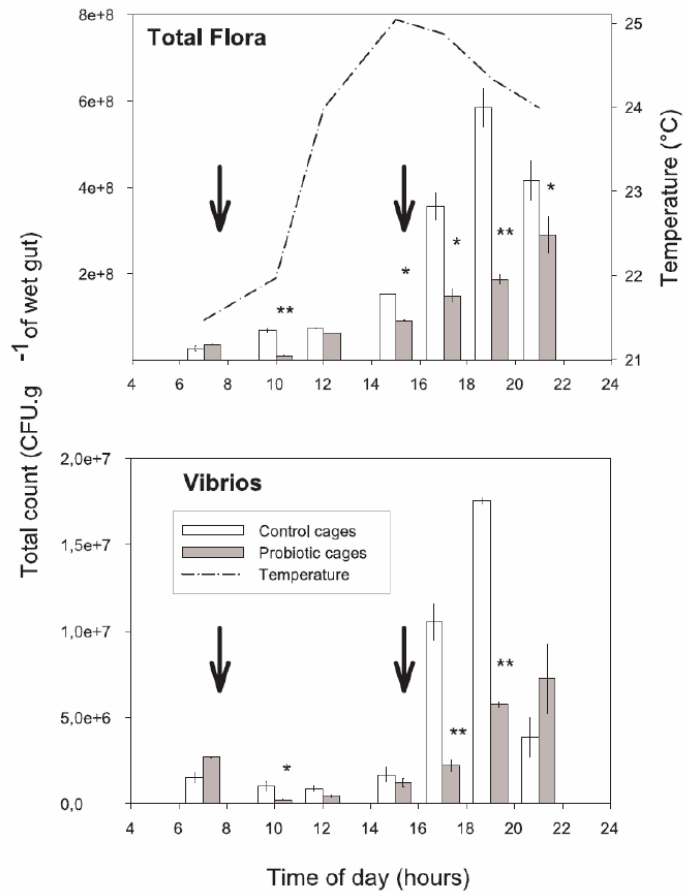 Total Flora
8e+8
6e+8
4e+8
2e+8
25
24
23
22
21
Temperature (°C)
**
*
*
**
*
4 6 8 10 12 14 16 18 20 22 24
Total count (CFU.g -1 of wet gut)
Vibrios
Control cages
Probiotic cages
Temperature
2,0e+7
1,5e+7
1,0e+7
5,0e+6
0,0
*
**
**
4 6 8 10 12 14 16 18 20 22 24
Time of day (hours)